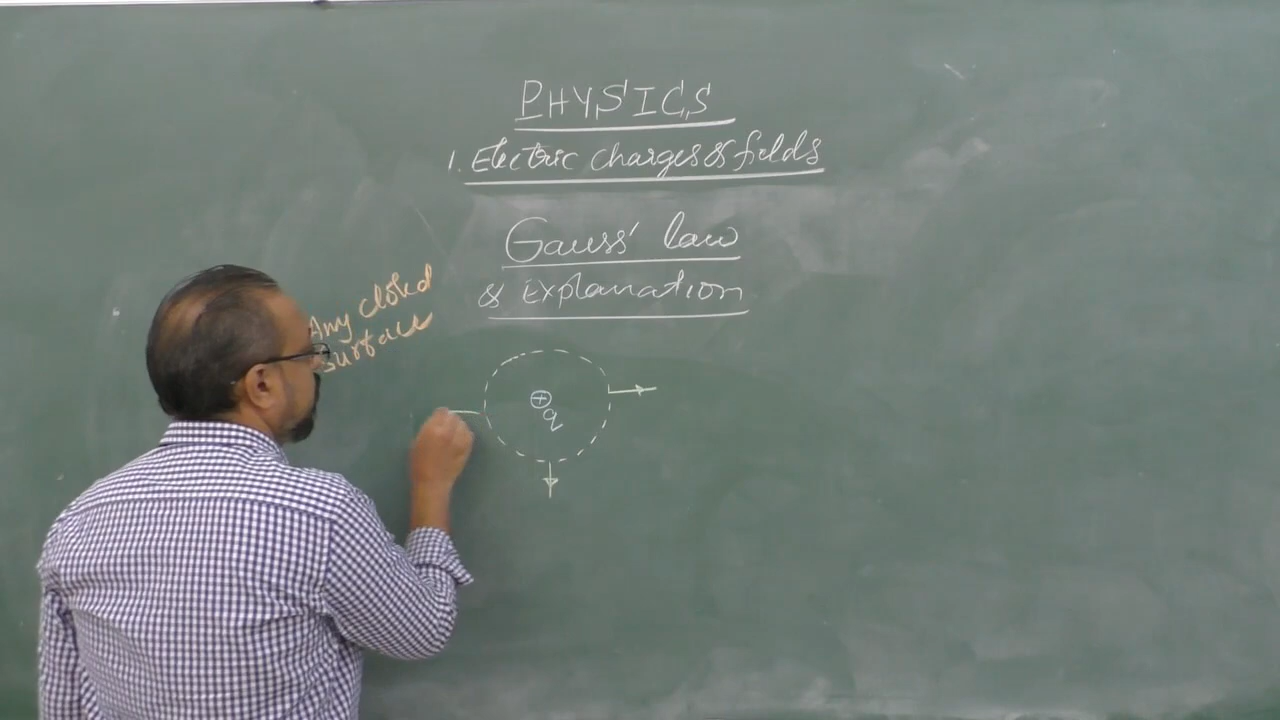 PHYSICS
1. Electric charges & fields
Gauss' law
& Explanation
Any closed
surface
+
q